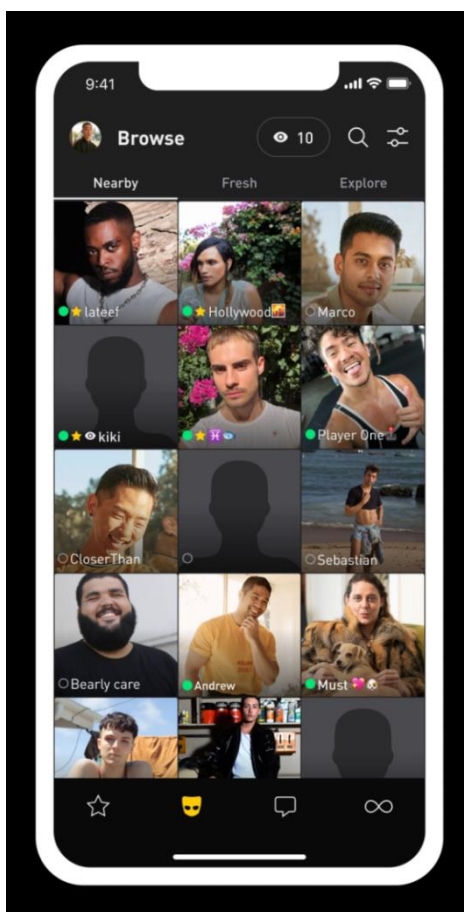 9:41
Browse
10
Nearby Fresh Explore
lateef Hollywood Marco
kiki Player One
CloserThan Sebastian
Bearly care Andrew Must